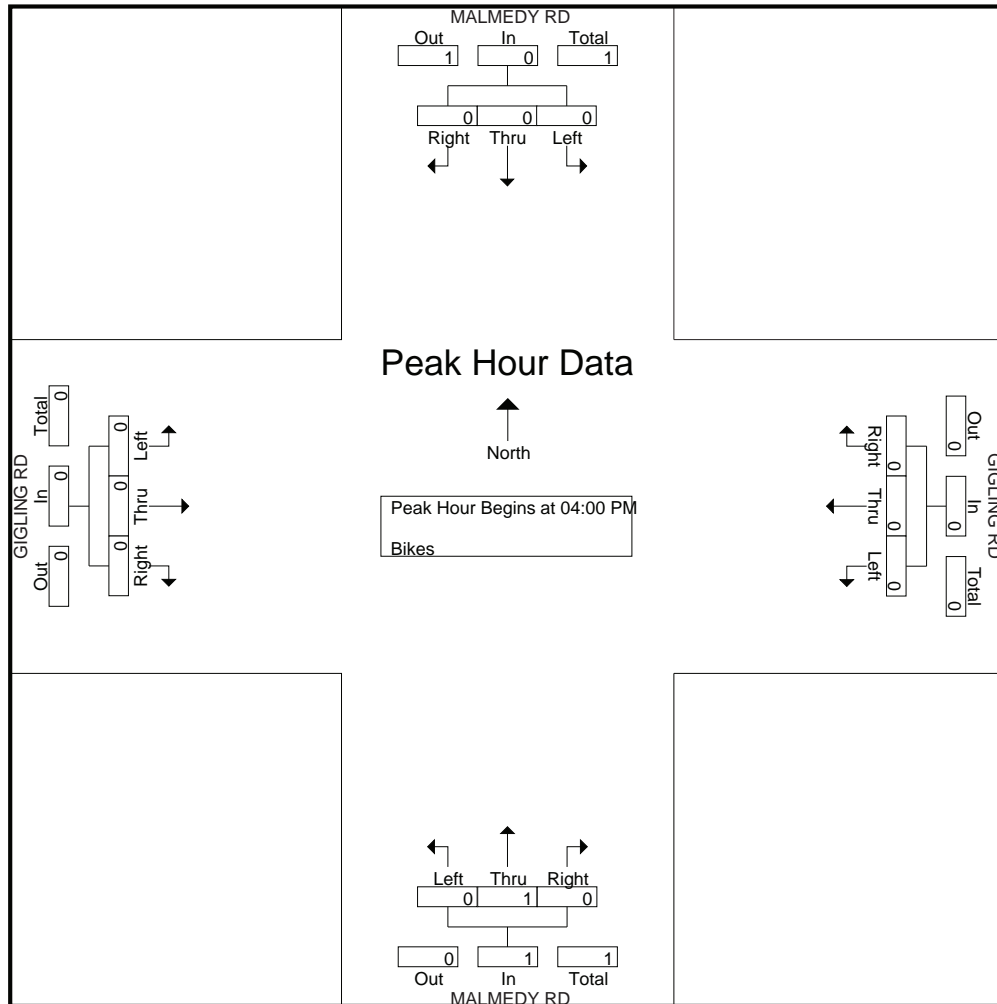 MALMEDY RD
Out In Total
1 0 1
0 0 0
Right Thru Left
Peak Hour Data
North
Peak Hour Begins at 04:00 PM
Bikes
GIGLING RD
Total In Out
0 0 0
0 0 0
Left Thru Right
GIGLING RD
Out In Total
0 0 0
0 0 0
Right Thru Left
Left Thru Right
0 1 0
0 1 1
Out In Total
MALMEDY RD